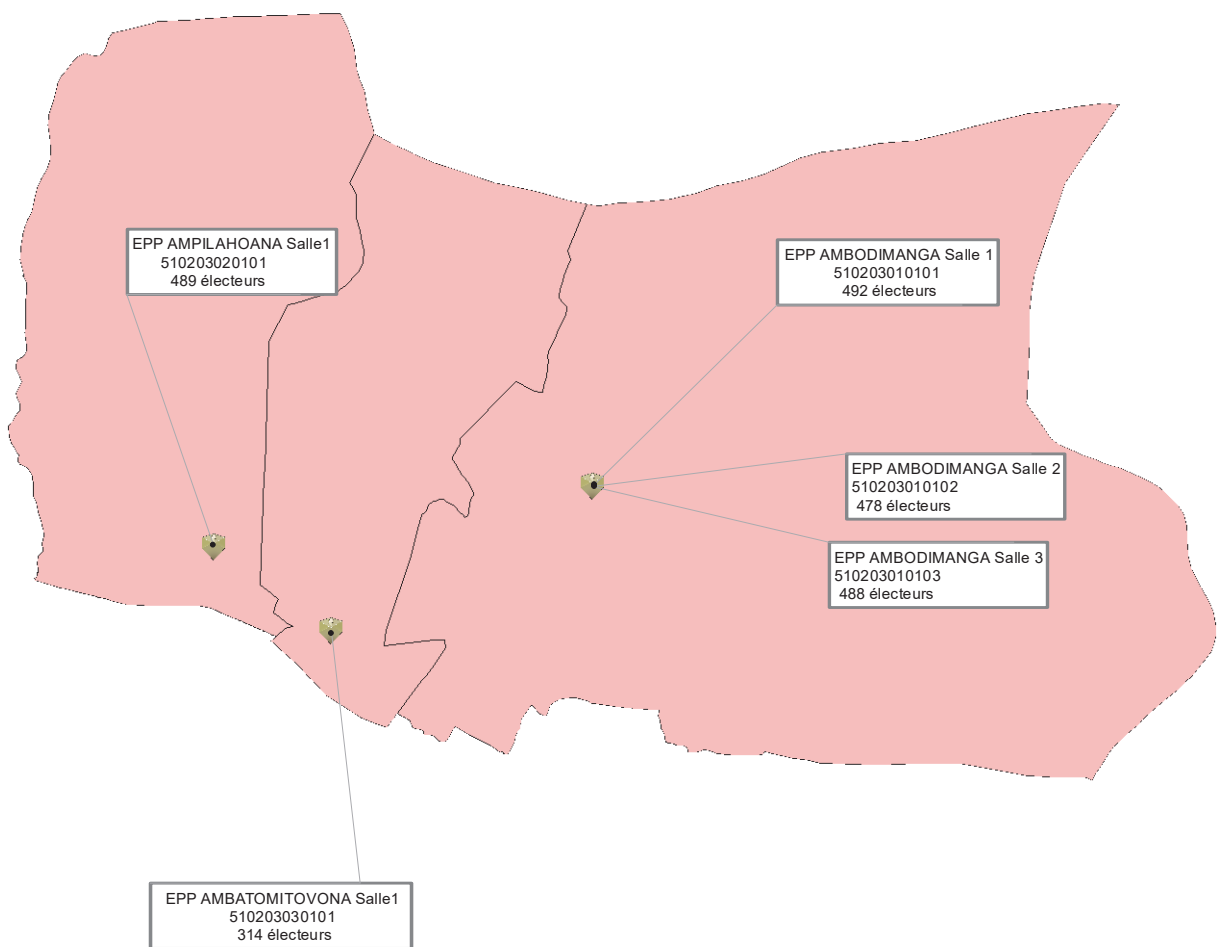 EPP AMPILAHOANA Salle1
510203020101
489 électeurs
EPP AMBODIMANGA Salle 1
510203010101
492 électeurs
EPP AMBODIMANGA Salle 2
510203010102
478 électeurs
EPP AMBODIMANGA Salle 3
510203010103
488 électeurs
EPP AMBATOMITOVONA Salle1
510203030101
314 électeurs